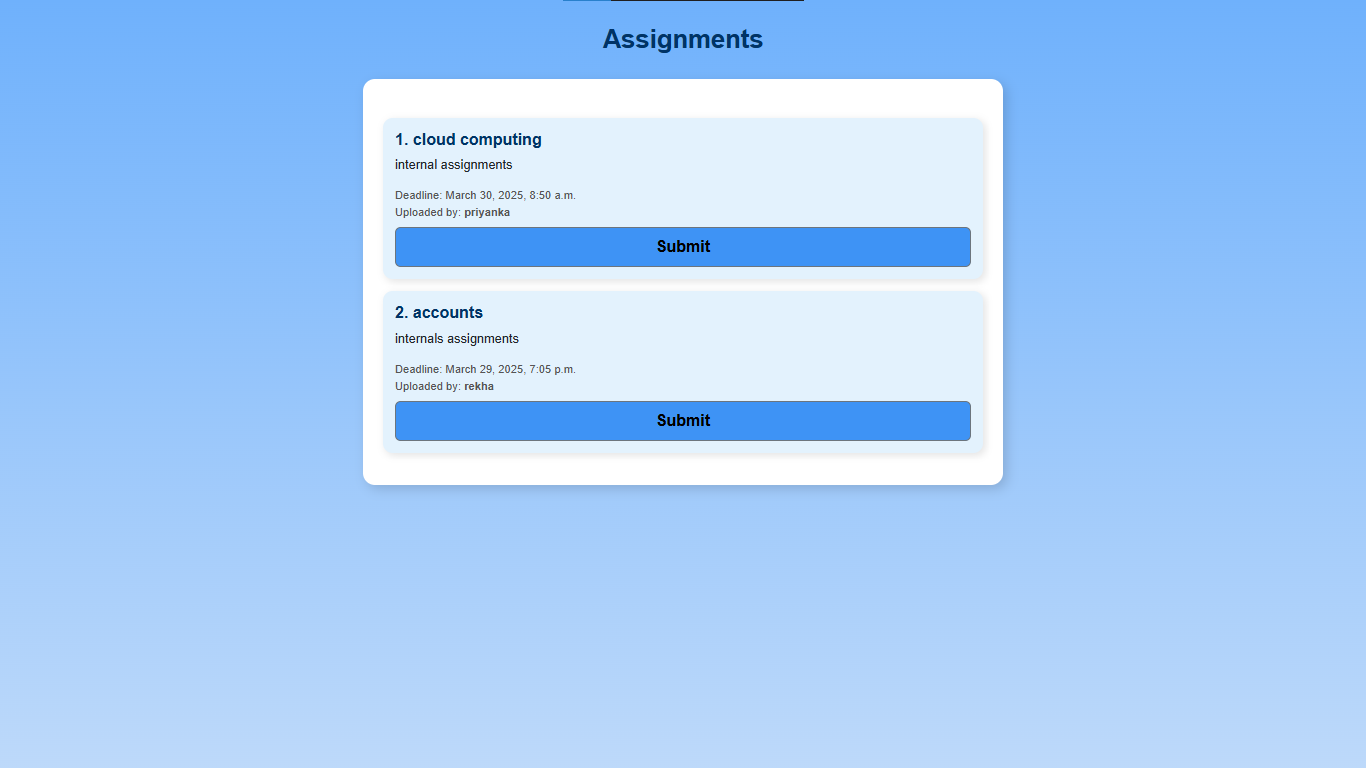 Assignments
1. cloud computing
internal assignments
Deadline: March 30, 2025, 8:50 a.m.
Uploaded by: priyanka
Submit
2. accounts
internals assignments
Deadline: March 29, 2025, 7:05 p.m.
Uploaded by: rekha
Submit